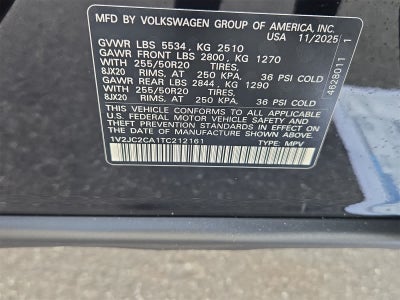 MFD BY VOLKSWAGEN GROUP OF AMERICA, INC.
USA 11/2025
GVWR LBS 5534, KG 2510
GAWR FRONT LBS 2800, KG 1270
WITH 255/50R20 TIRES,
8JX20 RIMS, AT 250 KPA. 36 PSI COLD
GAWR REAR LBS 2844, KG 1290
WITH 255/50R20 TIRES,
8JX20 RIMS, AT 250 KPA. 36 PSI COLD
THIS VEHICLE CONFORMS TO ALL APPLICABLE
U.S. FEDERAL MOTOR VEHICLE SAFETY AND
THEFT PREVENTION STANDARDS IN EFFECT ON
THE DATE OF MANUFACTURE SHOWN ABOVE.
1V2JC2CA1TC212161 TYPE: MPV
4628011 1